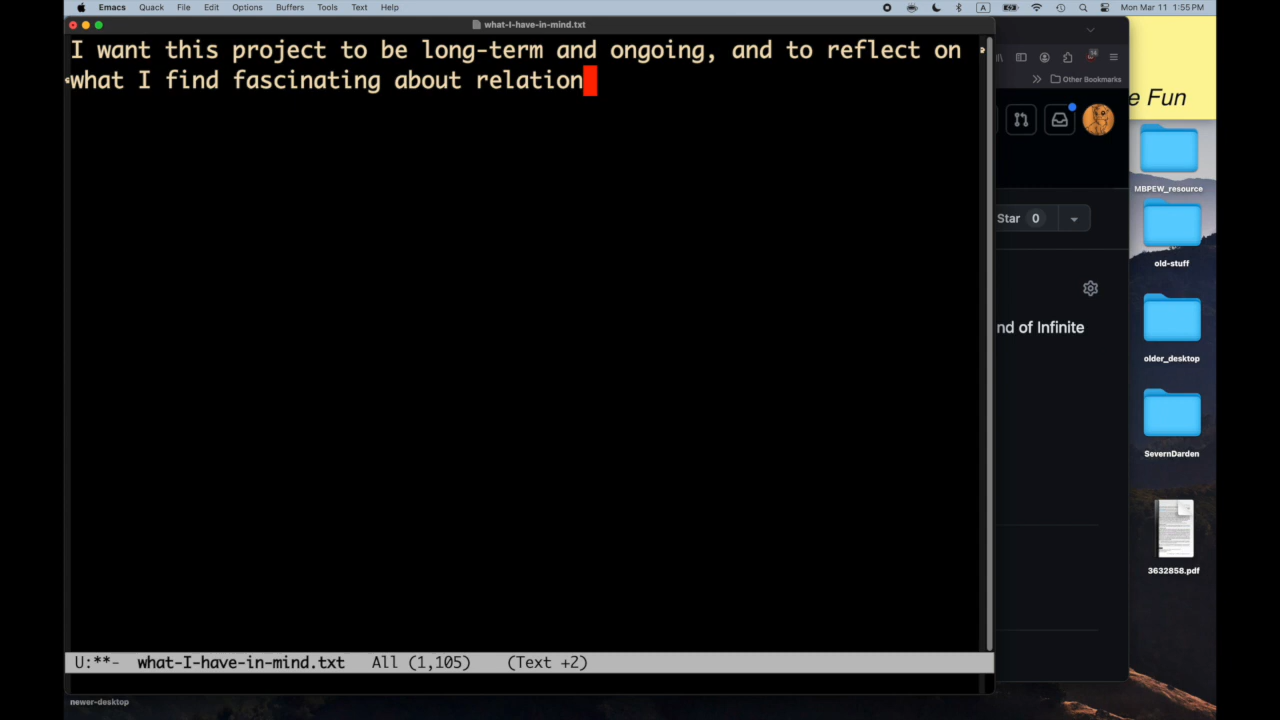 Emacs Quack File Edit Options Buffers Tools Text Help
A
Mon Mar 11 1:55 PM
what-I-have-in-mind.txt
I want this project to be long-term and ongoing, and to reflect on
what I find fascinating about relation
Other Bookmarks
e Fun
MBPEW_resource
Star 0
old-stuff
nd of Infinite
older_desktop
SevernDarden
3632858.pdf
U:**- what-I-have-in-mind.txt All (1,105) (Text +2)
newer-desktop